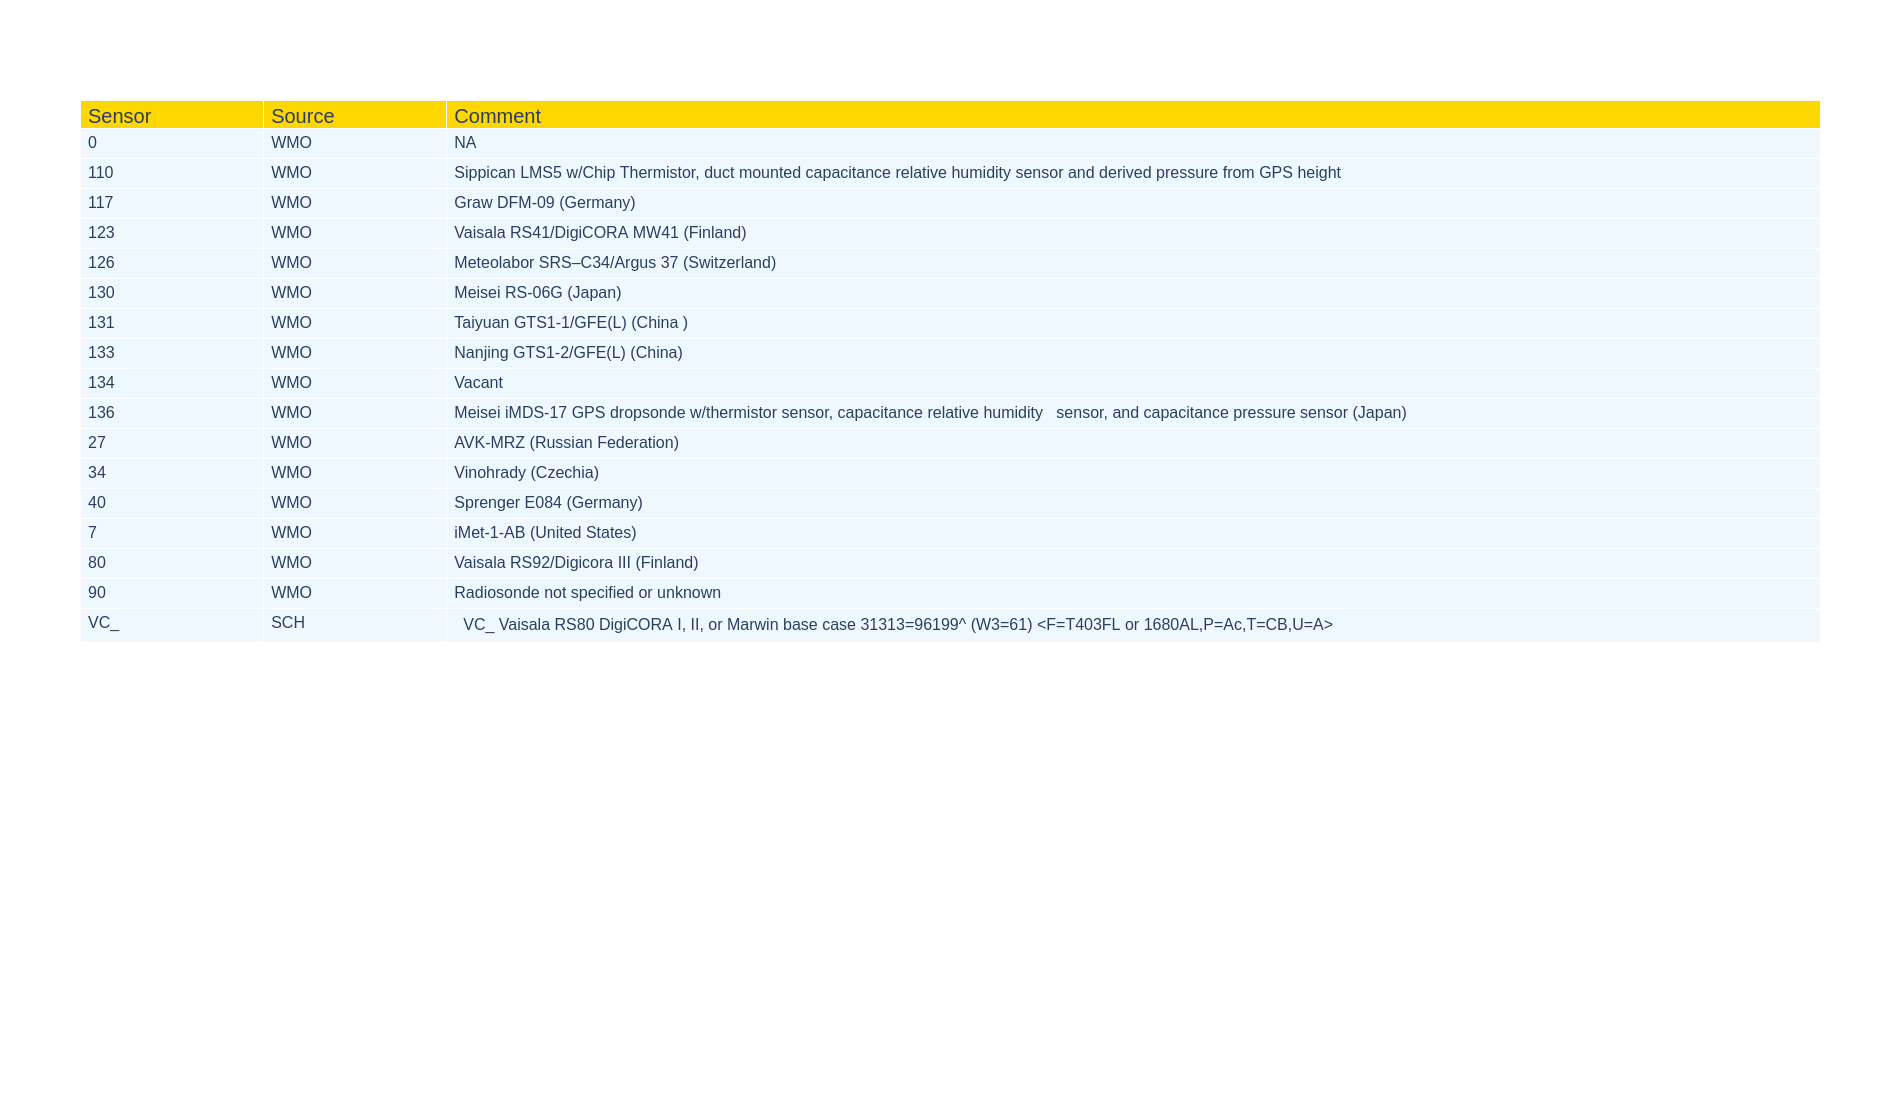 Sensor Source Comment
0 WMO NA
110 WMO Sippican LMS5 w/Chip Thermistor, duct mounted capacitance relative humidity sensor and derived pressure from GPS height
117 WMO Graw DFM-09 (Germany)
123 WMO Vaisala RS41/DigiCORA MW41 (Finland)
126 WMO Meteolabor SRS–C34/Argus 37 (Switzerland)
130 WMO Meisei RS-06G (Japan)
131 WMO Taiyuan GTS1-1/GFE(L) (China )
133 WMO Nanjing GTS1-2/GFE(L) (China)
134 WMO Vacant
136 WMO Meisei iMDS-17 GPS dropsonde w/thermistor sensor, capacitance relative humidity   sensor, and capacitance pressure sensor (Japan)
27 WMO AVK-MRZ (Russian Federation)
34 WMO Vinohrady (Czechia)
40 WMO Sprenger E084 (Germany)
7 WMO iMet-1-AB (United States)
80 WMO Vaisala RS92/Digicora III (Finland)
90 WMO Radiosonde not specified or unknown
VC_ SCH VC_ Vaisala RS80 DigiCORA I, II, or Marwin base case 31313=96199^ (W3=61) <F=T403FL or 1680AL,P=Ac,T=CB,U=A>